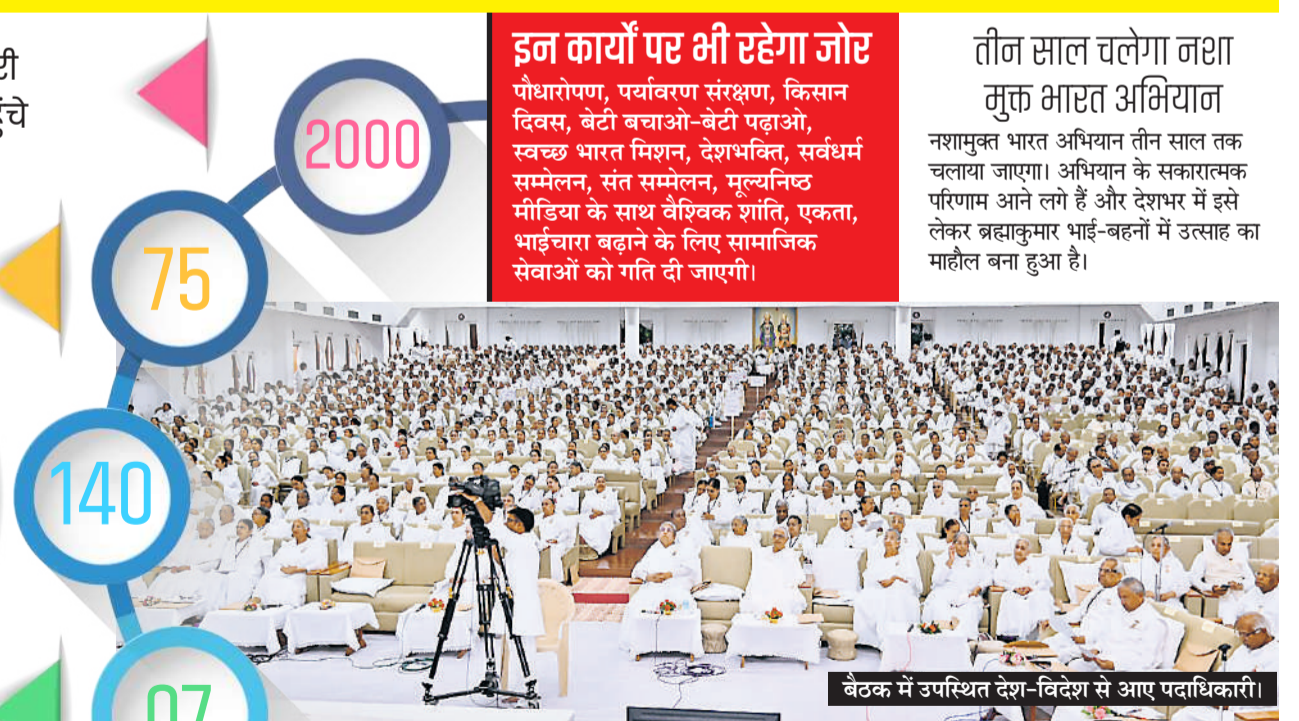 री
2000
75
140
07
इन कार्यों पर भी रहेगा जोर
पौधारोपण, पर्यावरण संरक्षण, किसान
दिवस, बेटी बचाओ-बेटी पढ़ाओ,
स्वच्छ भारत मिशन, देशभक्ति, सर्वधर्म
सम्मेलन, संत सम्मेलन, मूल्यनिष्ठ
मीडिया के साथ वैश्विक शांति, एकता,
भाईचारा बढ़ाने के लिए सामाजिक
सेवाओं को गति दी जाएगी।
तीन साल चलेगा नशा
मुक्त भारत अभियान
नशामुक्त भारत अभियान तीन साल तक
चलाया जाएगा। अभियान के सकारात्मक
परिणाम आने लगे हैं और देशभर में इसे
लेकर ब्रह्माकुमार भाई-बहनों में उत्साह का
माहौल बना हुआ है।
बैठक में उपस्थित देश-विदेश से आए पदाधिकारी।